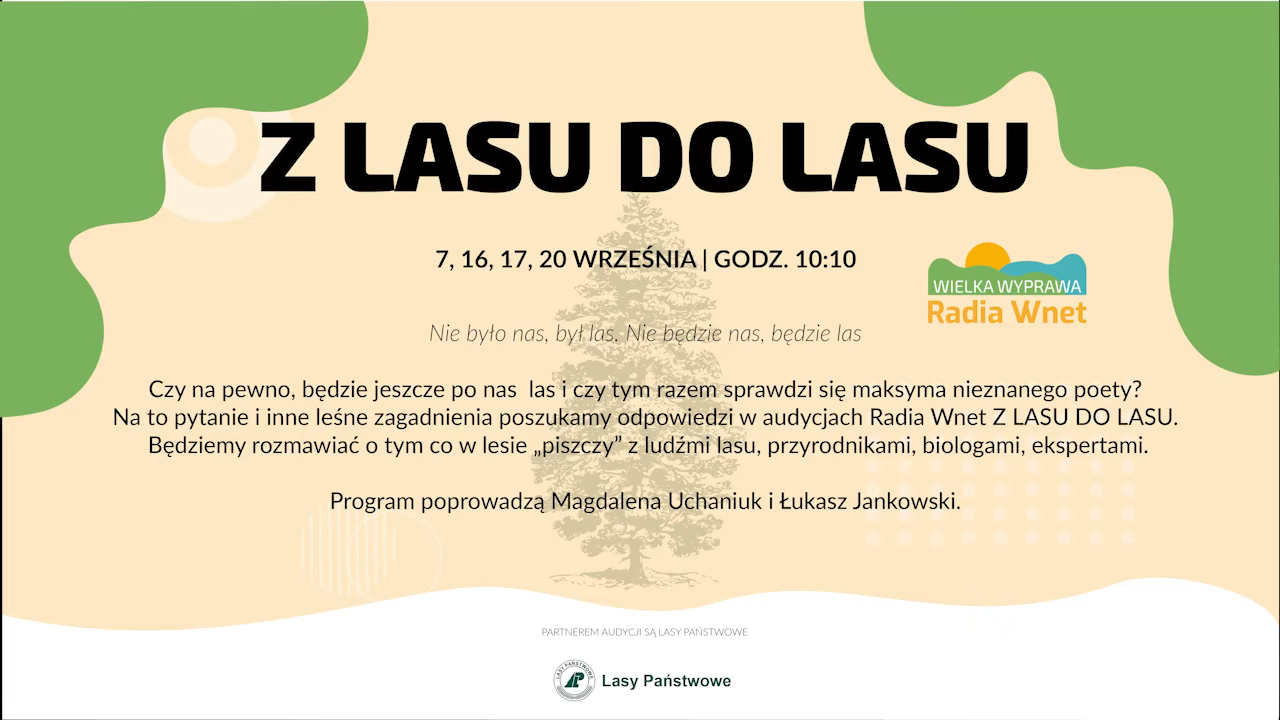 Z LASU DO LASU
7, 16, 17, 20 WRZEŚNIA | GODZ. 10:10
WIELKA WYPRAWA
Radia Wnet
Nie było nas, był las. Nie będzie nas, będzie las
Czy na pewno, będzie jeszcze po nas  las i czy tym razem sprawdzi się maksyma nieznanego poety?
Na to pytanie i inne leśne zagadnienia poszukamy odpowiedzi w audycjach Radia Wnet Z LASU DO LASU.
Będziemy rozmawiać o tym co w lesie „piszczy” z ludźmi lasu, przyrodnikami, biologami, ekspertami.
Program poprowadzą Magdalena Uchaniuk i Łukasz Jankowski.
PARTNEREM AUDYCJI SĄ LASY PAŃSTWOWE
LASY PAŃSTWOWE
Lasy Państwowe